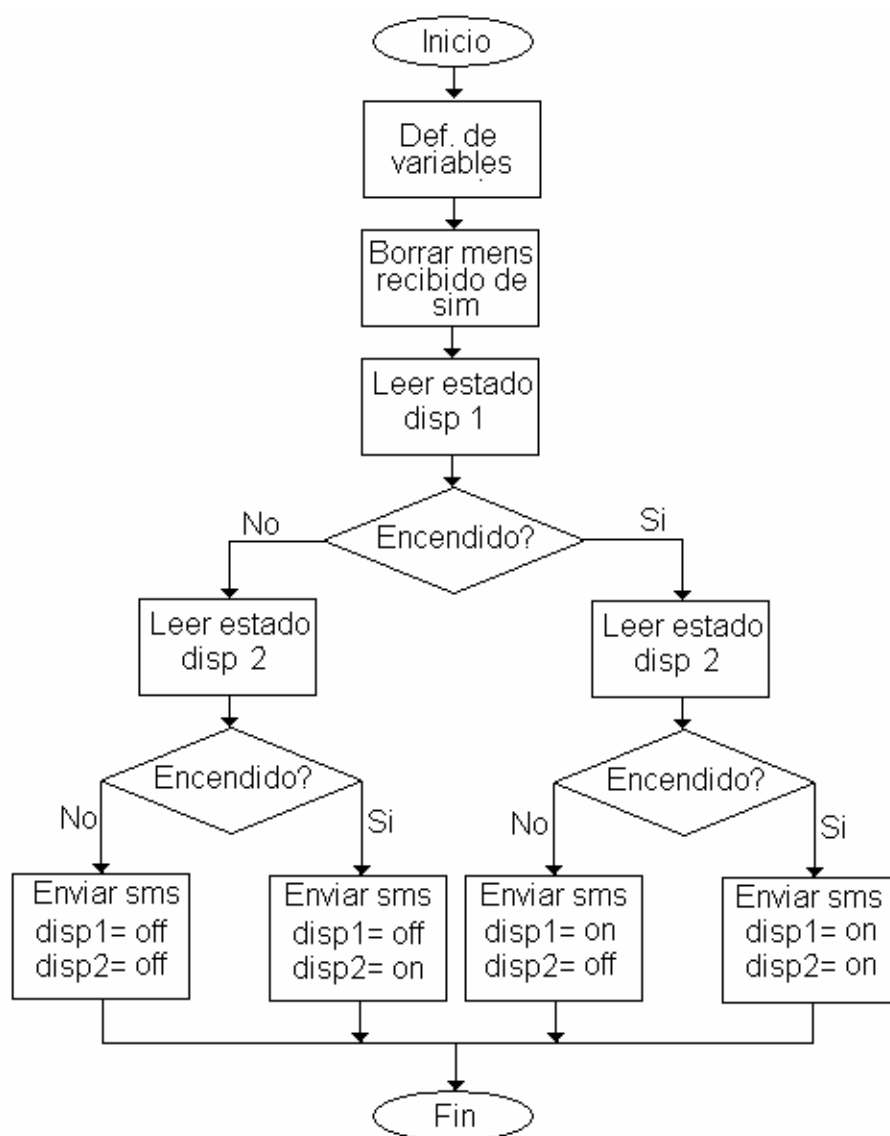 Inicio
Def. de
variables
Borrar mens
recibido de
sim
Leer estado
disp 1
Encendido?
No
Si
Leer estado
disp 2
Leer estado
disp 2
Encendido?
No
Si
Encendido?
No
Si
Enviar sms
disp1= off
disp2= off
Enviar sms
disp1= off
disp2= on
Enviar sms
disp1= on
disp2= off
Enviar sms
disp1= on
disp2= on
Fin